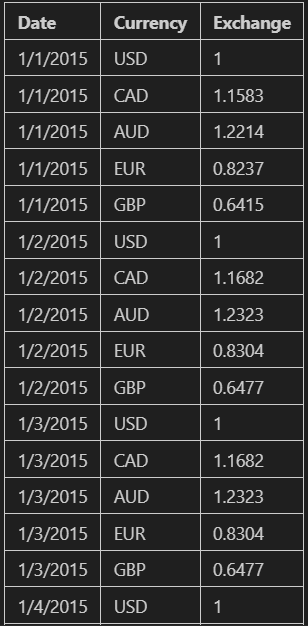 Date Currency Exchange
1/1/2015 USD 1
1/1/2015 CAD 1.1583
1/1/2015 AUD 1.2214
1/1/2015 EUR 0.8237
1/1/2015 GBP 0.6415
1/2/2015 USD 1
1/2/2015 CAD 1.1682
1/2/2015 AUD 1.2323
1/2/2015 EUR 0.8304
1/2/2015 GBP 0.6477
1/3/2015 USD 1
1/3/2015 CAD 1.1682
1/3/2015 AUD 1.2323
1/3/2015 EUR 0.8304
1/3/2015 GBP 0.6477
1/4/2015 USD 1